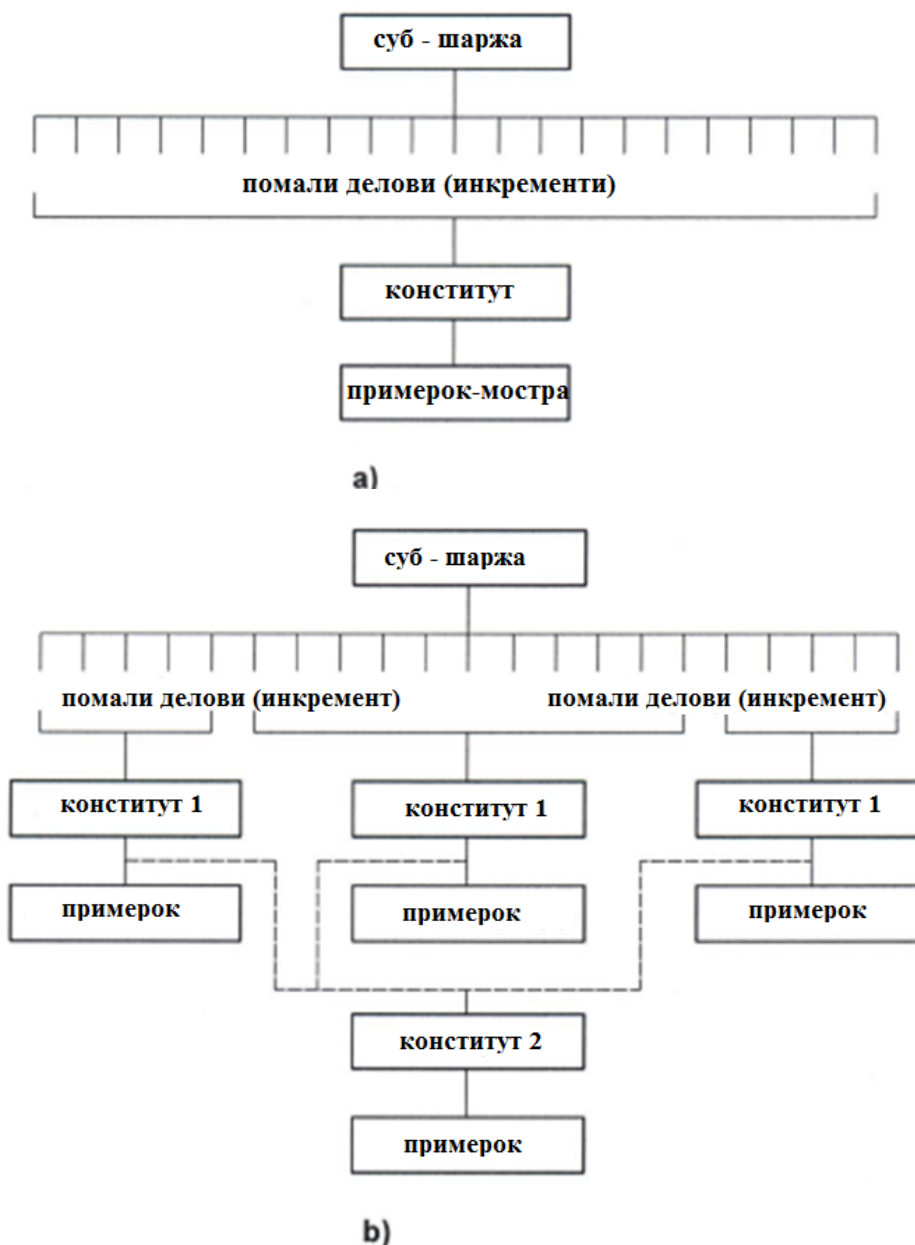 суб - шаржа
помали делови (инкременти)
конститут
примерок-мостра
a)
суб - шаржа
помали делови (инкремент) помали делови (инкремент)
конститут 1 конститут 1 конститут 1
примерок примерок примерок
конститут 2
примерок
b)